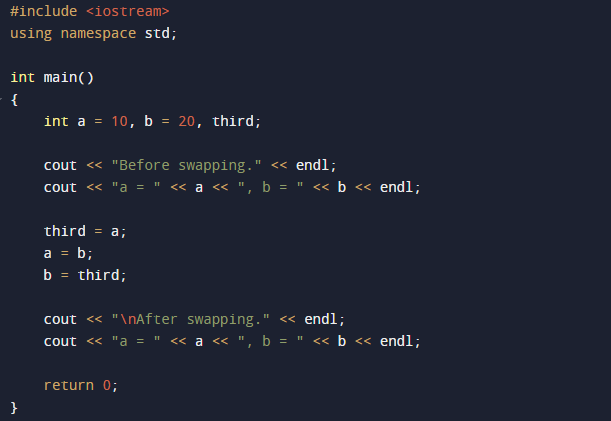 #include <iostream>
using namespace std;
int main()
{
    int a = 10, b = 20, third;
    cout << "Before swapping." << endl;
    cout << "a = " << a << ", b = " << b << endl;
    third = a;
    a = b;
    b = third;
    cout << "\nAfter swapping." << endl;
    cout << "a = " << a << ", b = " << b << endl;
    return 0;
}